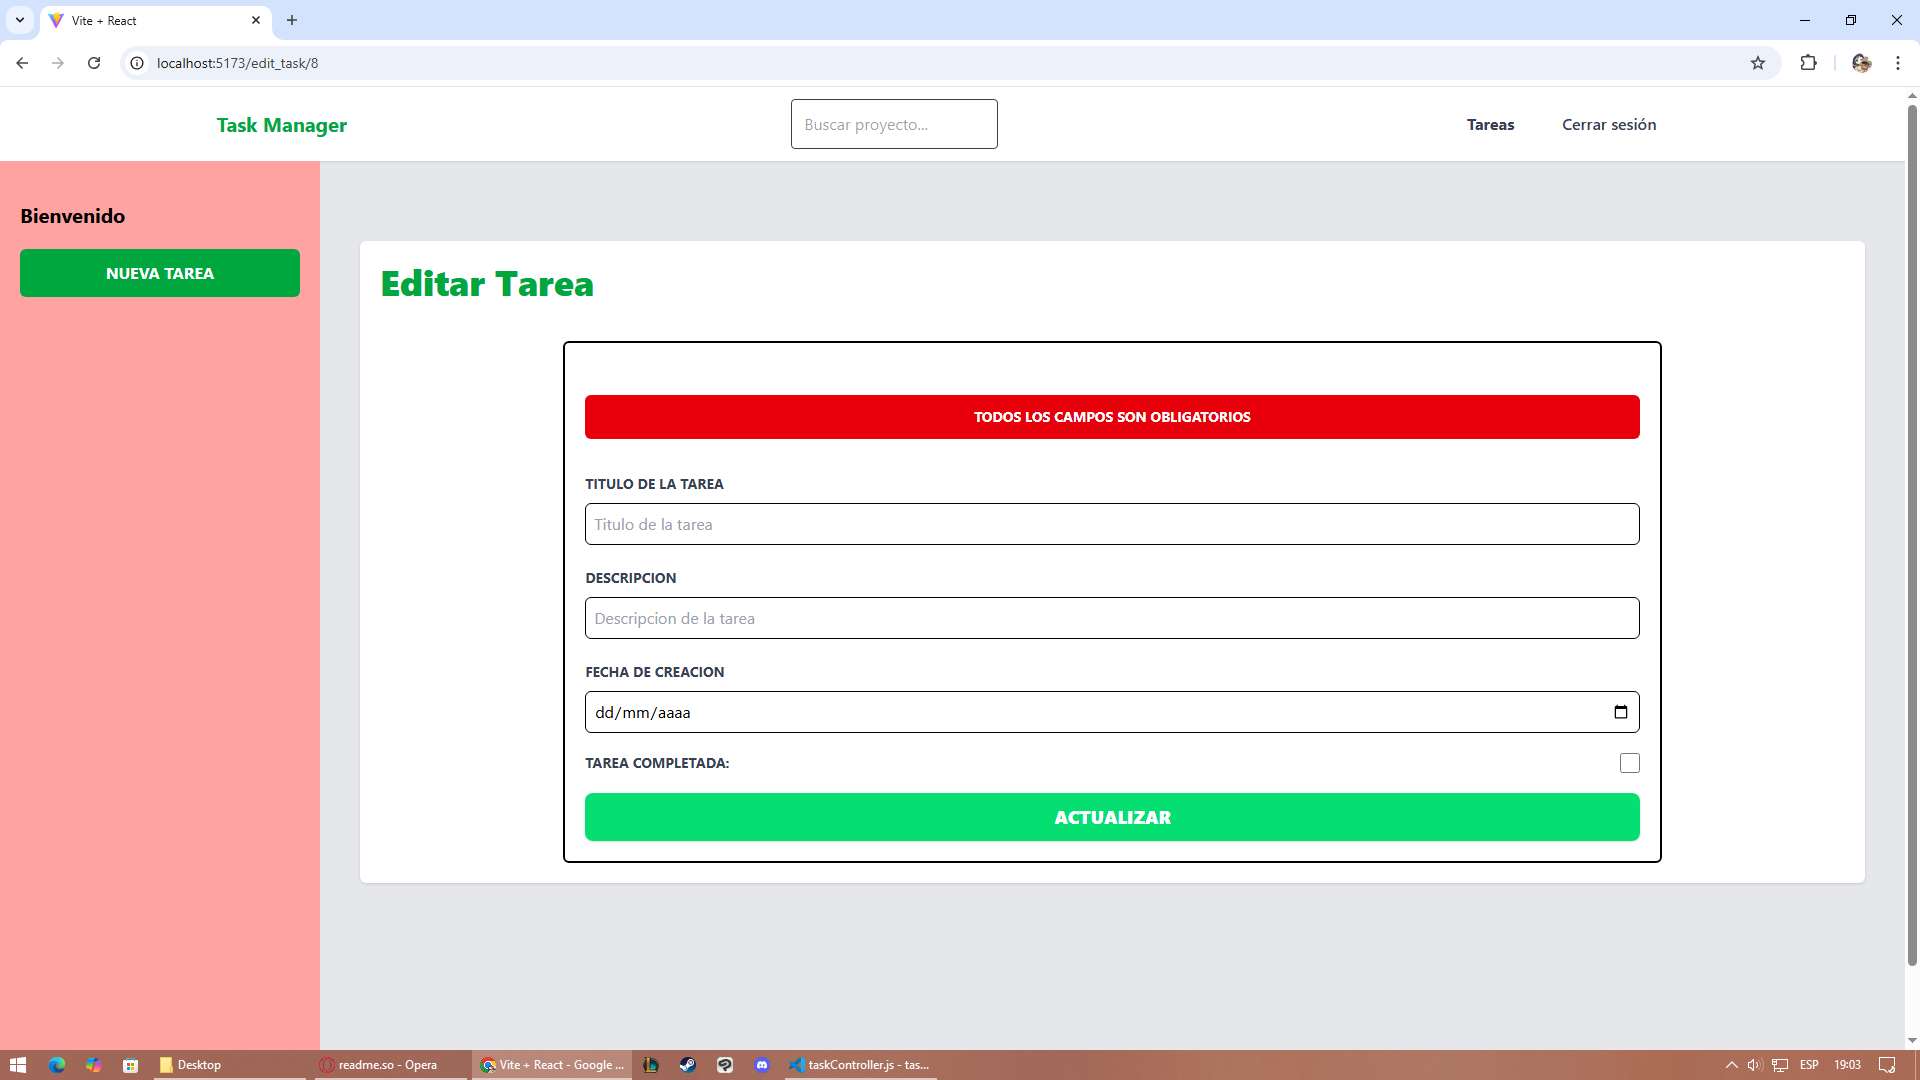 Vite + React
localhost:5173/edit_task/8
Task Manager
Buscar proyecto...
Tareas
Cerrar sesión
Bienvenido
NUEVA TAREA
Editar Tarea
TODOS LOS CAMPOS SON OBLIGATORIOS
TITULO DE LA TAREA
Titulo de la tarea
DESCRIPCION
Descripcion de la tarea
FECHA DE CREACION
dd/mm/aaaa
TAREA COMPLETADA:
ACTUALIZAR
Desktop
readme.so - Opera
Vite + React - Google ...
taskController.js - tas...
ESP
19:03